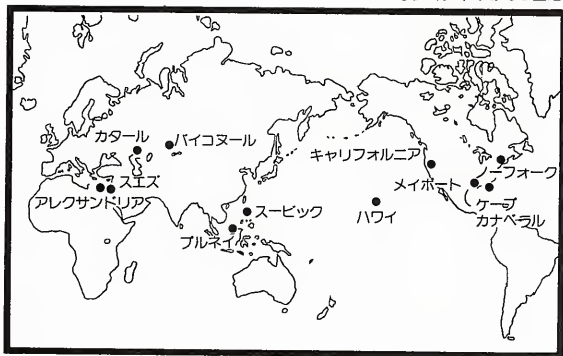 カタール
バイコヌール
スエズ
アレクサンドリア
スービック
ブルネイ
キャリフォルニア
ハワイ
メイポート
ノーフォーク
ケープ
カナベラル